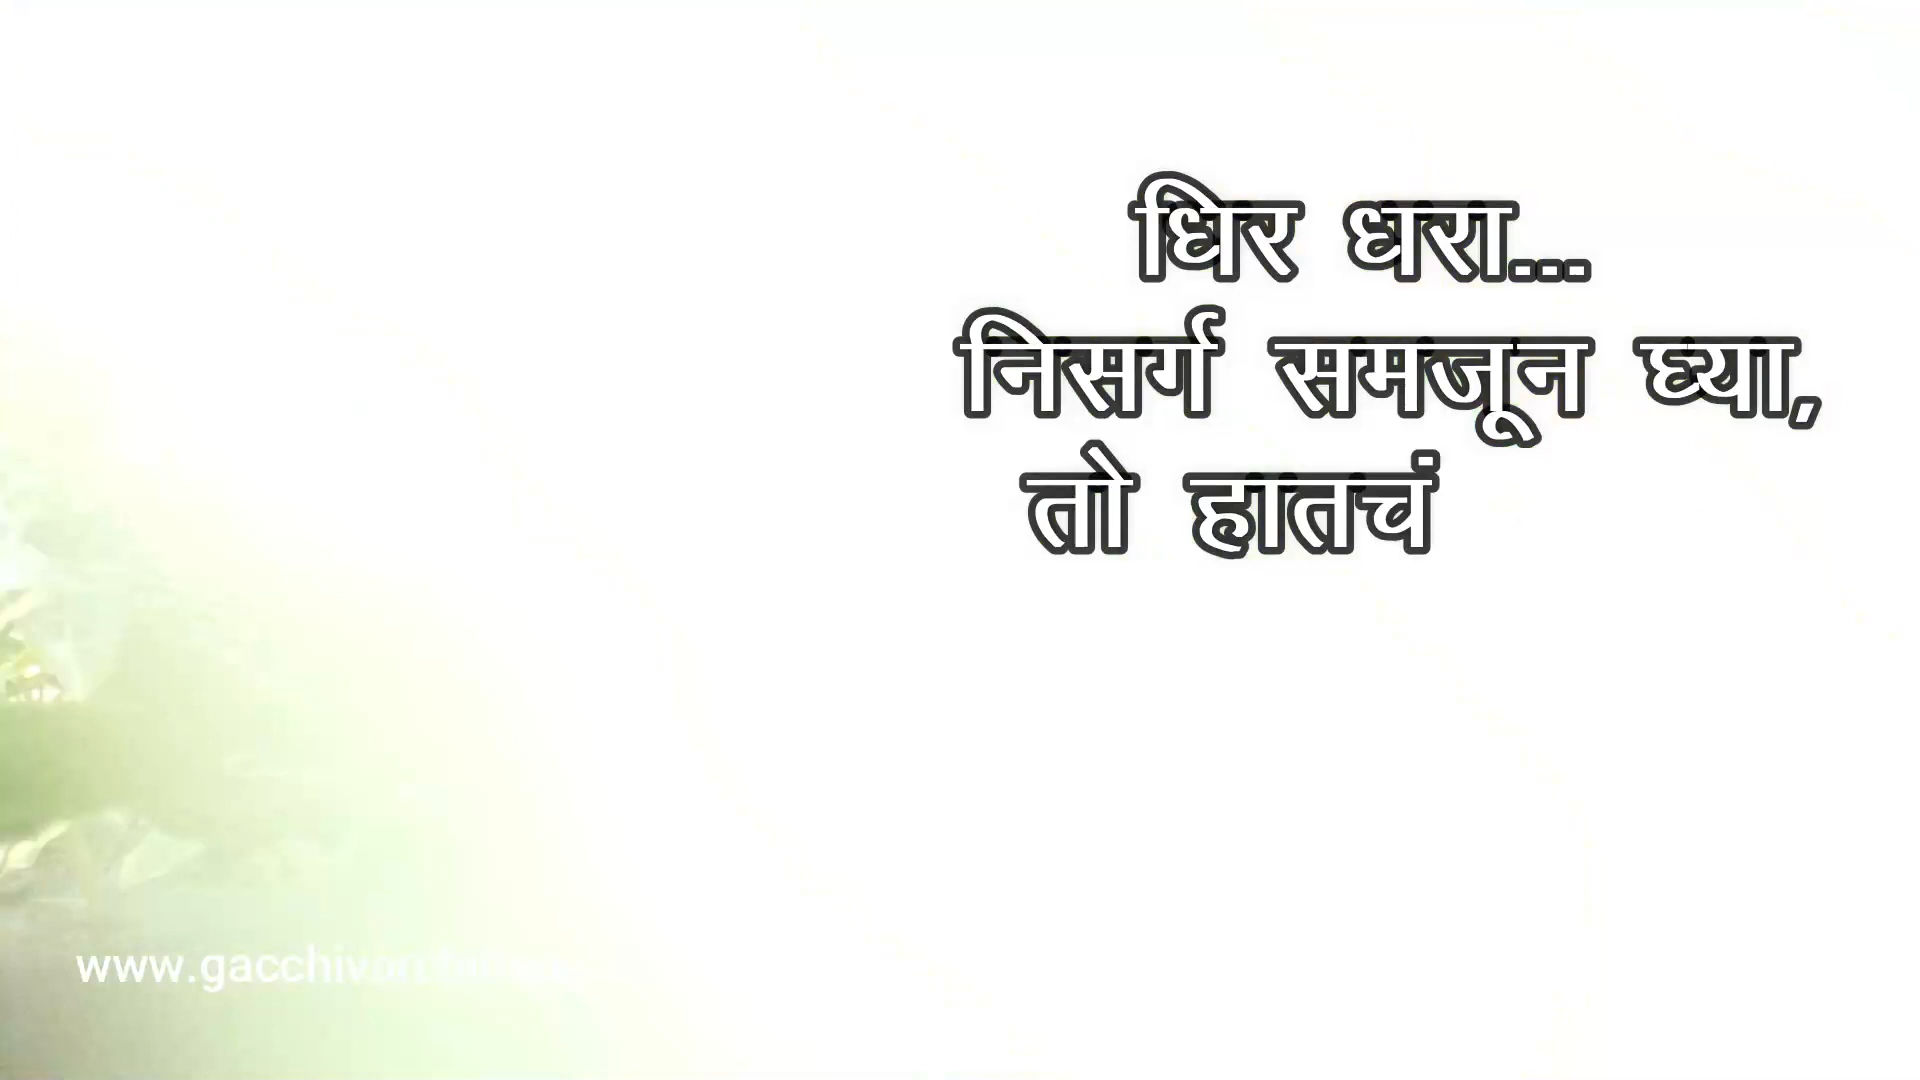 धिर धरा...
निसर्ग समजून घ्या,
तो हातचं